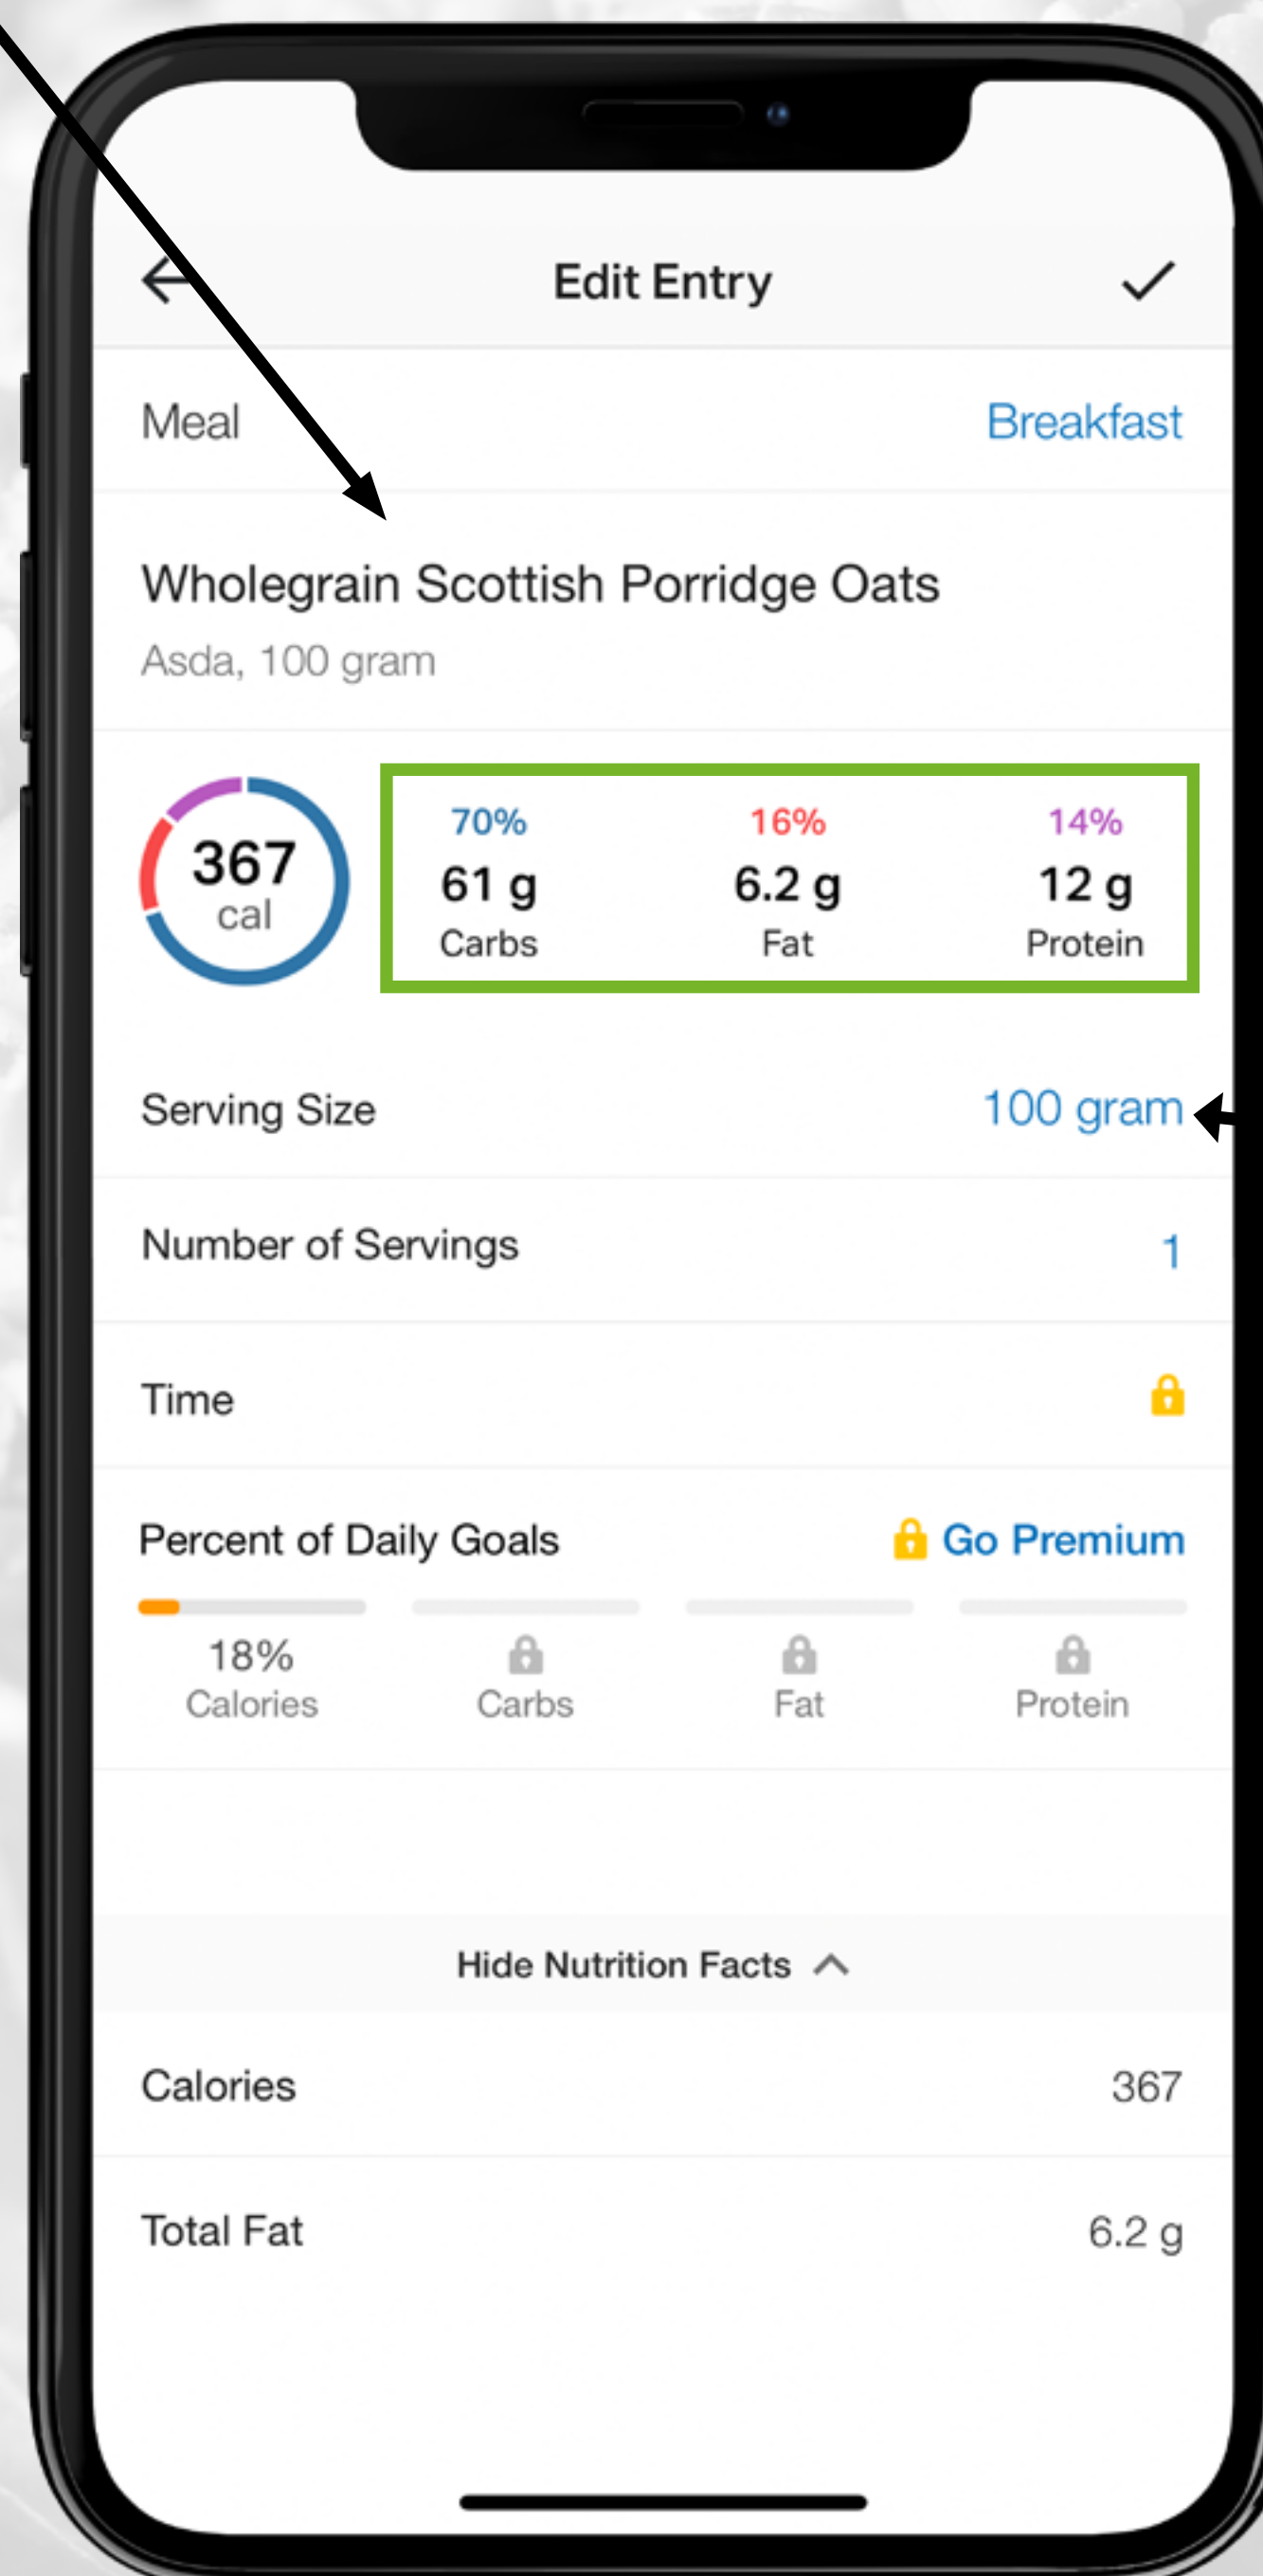 Edit Entry
Meal Breakfast
Wholegrain Scottish Porridge Oats
Asda, 100 gram
367
cal
70% 16% 14%
61 g 6.2 g 12 g
Carbs Fat Protein
Serving Size 100 gram
Number of Servings 1
Time
Percent of Daily Goals Go Premium
18%
Calories Carbs Fat Protein
Hide Nutrition Facts
Calories 367
Total Fat 6.2 g